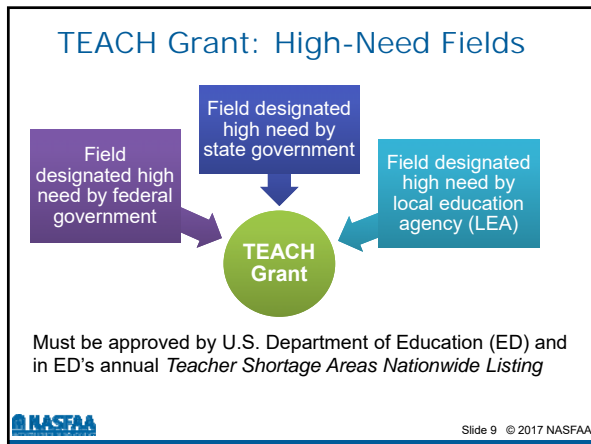 TEACH Grant: High-Need Fields
Field
designated high
need by federal
government
Field designated
high need by
state government
Field designated
high need by
local education
agency (LEA)
TEACH
Grant
Must be approved by U.S. Department of Education (ED) and
in ED's annual Teacher Shortage Areas Nationwide Listing
NASFAA
Slide 9 © 2017 NASFAA